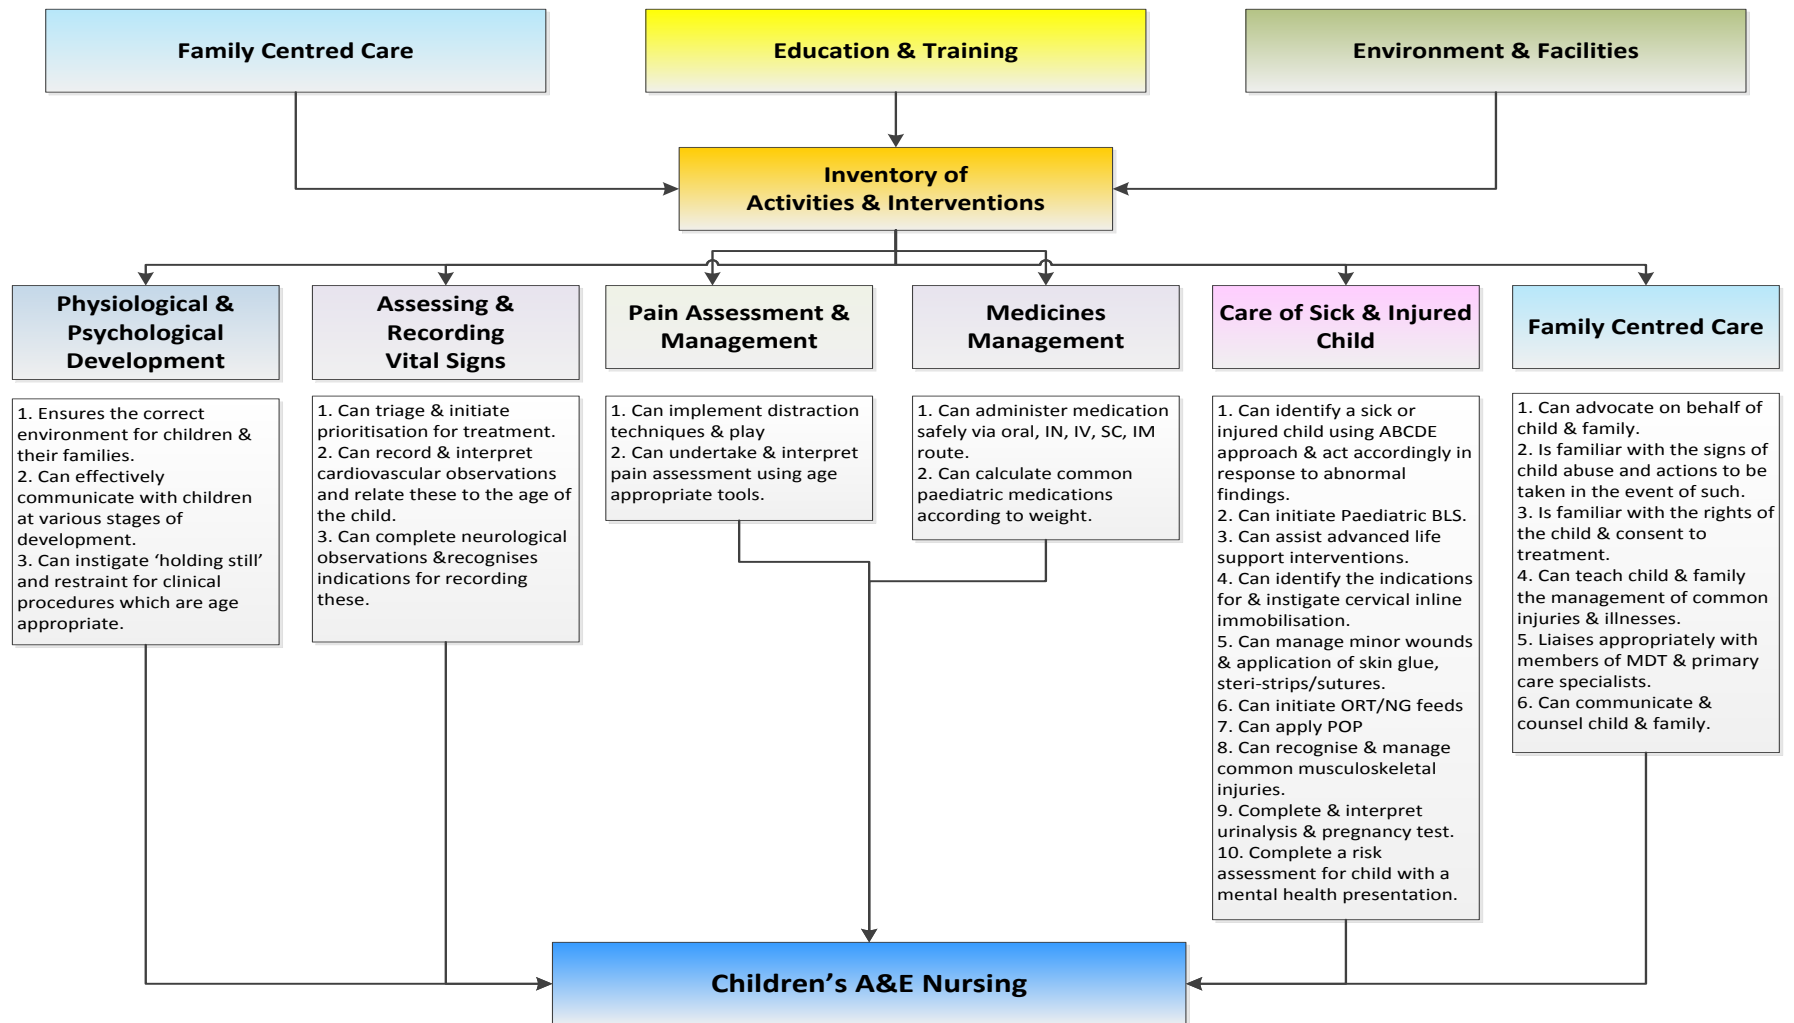 Family Centred Care
Education & Training
Environment & Facilities
Inventory of
Activities & Interventions
Physiological &
Psychological
Development
Assessing &
Recording
Vital Signs
Pain Assessment &
Management
Medicines
Management
Care of Sick & Injured
Child
Family Centred Care
1. Ensures the correct
environment for children &
their families.
2. Can effectively
communicate with children
at various stages of
development.
3. Can instigate ‘holding still’
and restraint for clinical
procedures which are age
appropriate.
1. Can triage & initiate
prioritisation for treatment.
2. Can record & interpret
cardiovascular observations
and relate these to the age of
the child.
3. Can complete neurological
observations &recognises
indications for recording
these.
1. Can implement distraction
techniques & play
2. Can undertake & interpret
pain assessment using age
appropriate tools.
1. Can administer medication
safely via oral, IN, IV, SC, IM
route.
2. Can calculate common
paediatric medications
according to weight.
1. Can identify a sick or
injured child using ABCDE
approach & act accordingly in
response to abnormal
findings.
2. Can initiate Paediatric BLS.
3. Can assist advanced life
support interventions.
4. Can identify the indications
for & instigate cervical inline
immobilisation.
5. Can manage minor wounds
& application of skin glue,
steri-strips/sutures.
6. Can initiate ORT/NG feeds
7. Can apply POP
8. Can recognise & manage
common musculoskeletal
injuries.
9. Complete & interpret
urinalysis & pregnancy test.
10. Complete a risk
assessment for child with a
mental health presentation.
1. Can advocate on behalf of
child & family.
2. Is familiar with the signs of
child abuse and actions to be
taken in the event of such.
3. Is familiar with the rights of
the child & consent to
treatment.
4. Can teach child & family
the management of common
injuries & illnesses.
5. Liaises appropriately with
members of MDT & primary
care specialists.
6. Can communicate &
counsel child & family.
Children’s A&E Nursing